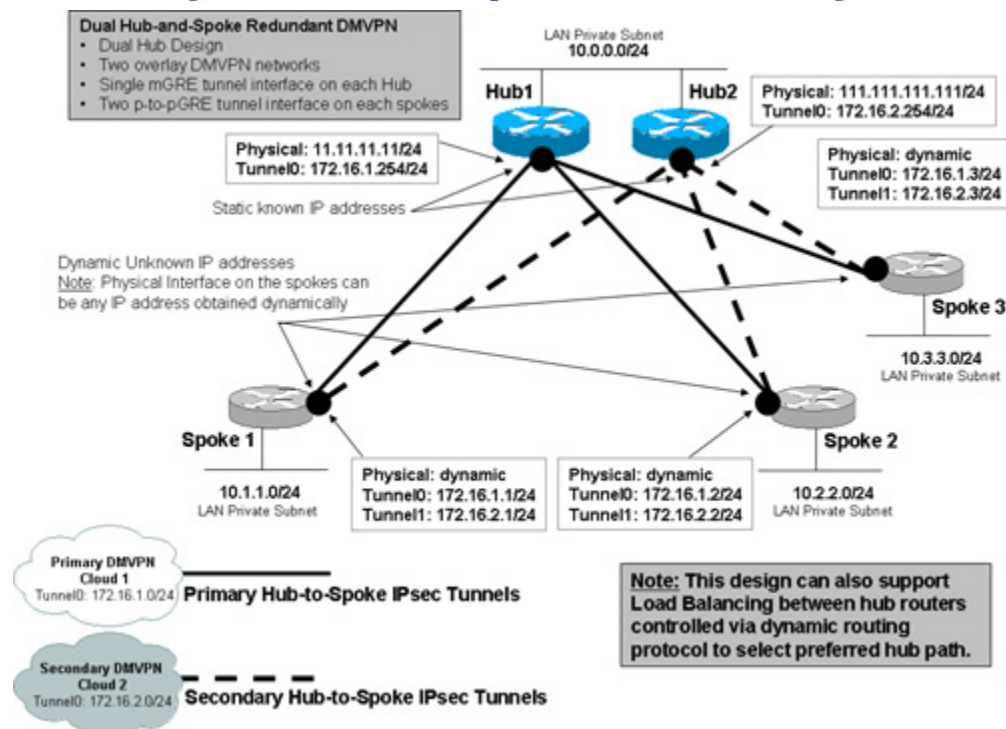 Dual Hub-and-Spoke Redundant DMVPN
• Dual Hub Design
• Two overlay DMVPN networks
• Single mGRE tunnel interface on each Hub
• Two p-to-pGRE tunnel interface on each spokes
LAN Private Subnet
10.0.0.0/24
Hub1
Hub2
Physical: 111.111.111.111/24
Tunnel0: 172.16.2.254/24
Physical: 11.11.11.11/24
Tunnel0: 172.16.1.254/24
Physical: dynamic
Tunnel0: 172.16.1.3/24
Tunnel1: 172.16.2.3/24
Static known IP addresses
Dynamic Unknown IP addresses
Note: Physical Interface on the spokes can
be any IP address obtained dynamically
Spoke 3
10.3.3.0/24
LAN Private Subnet
Spoke 1
Spoke 2
10.1.1.0/24
LAN Private Subnet
Physical: dynamic
Tunnel0: 172.16.1.1/24
Tunnel1: 172.16.2.1/24
Physical: dynamic
Tunnel0: 172.16.1.2/24
Tunnel1: 172.16.2.2/24
10.2.2.0/24
LAN Private Subnet
Primary DMVPN
Cloud 1
Tunnel0: 172.16.1.0/24
Primary Hub-to-Spoke IPsec Tunnels
Secondary DMVPN
Cloud 2
Tunnel0: 172.16.2.0/24
Secondary Hub-to-Spoke IPsec Tunnels
Note: This design can also support
Load Balancing between hub routers
controlled via dynamic routing
protocol to select preferred hub path.